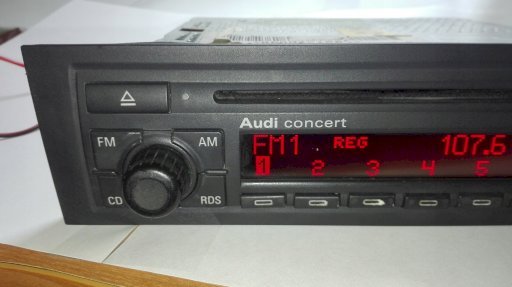 Audi concert
FM AM
FM1 REG 107.6
1 2 3 4 5
CD RDS